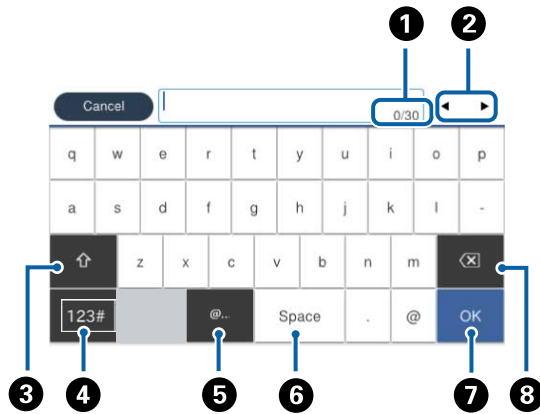 1 2
Cancel 0/30
q w e r t y u i o p
a s d f g h j k l -
z x c v b n m
123# @... Space . @ OK
3 4 5 6 7 8